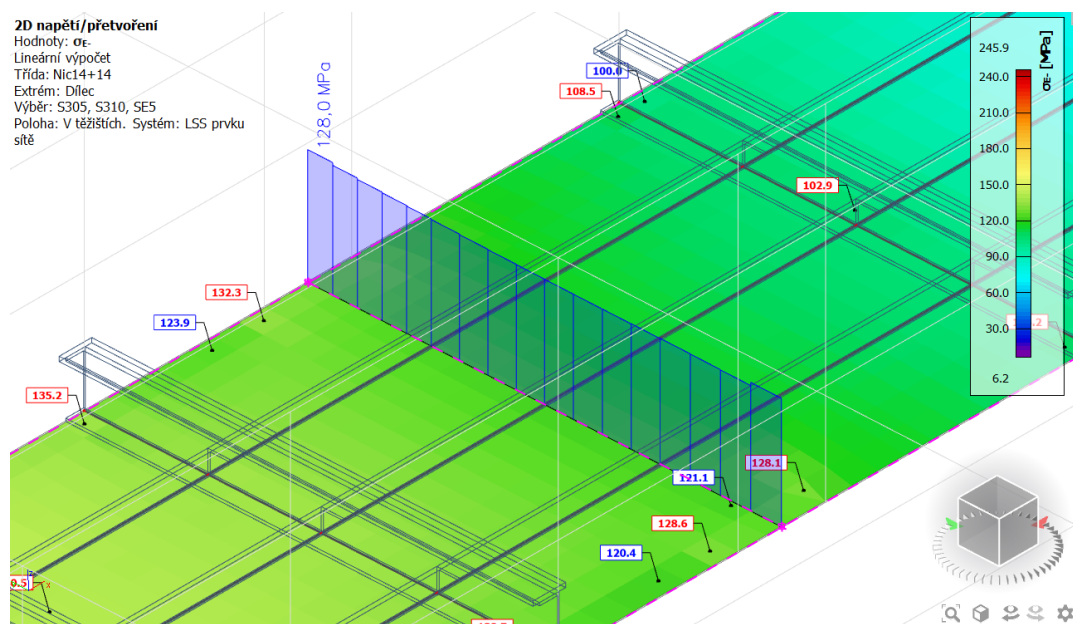 2D napětí/přetvoření
Hodnoty: σE-
Lineární výpočet
Třída: Nic14+14
Extrém: Dílec
Výběr: S305, S310, SE5
Poloha: V těžištích. Systém: LSS prvku
sítě
128,0 MPa
100.0
108.5
102.9
132.3
123.9
135.2
128.1
121.1
128.6
120.4
0.5
x
z
245.9
240.0
210.0
180.0
150.0
120.0
90.0
60.0
30.0
6.2
σE- [MPa]